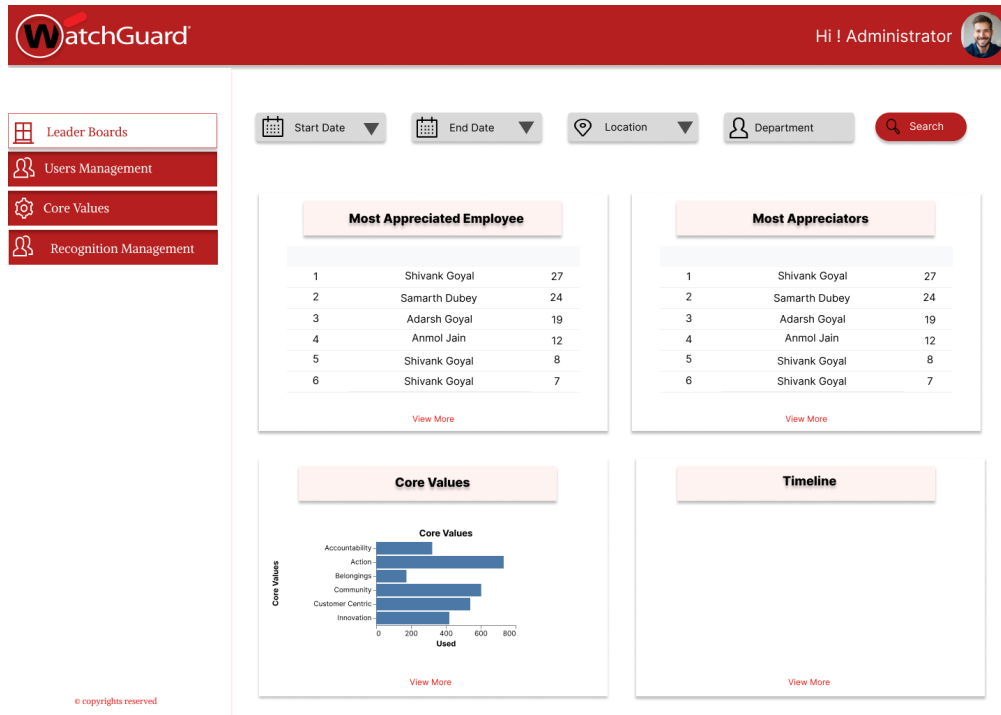 WatchGuard
Hi ! Administrator
Leader Boards
Users Management
Core Values
Recognition Management
Start Date
End Date
Location
Department
Search
Most Appreciated Employee
1 Shivank Goyal 27
2 Samarth Dubey 24
3 Adarsh Goyal 19
4 Anmol Jain 12
5 Shivank Goyal 8
6 Shivank Goyal 7
View More
Most Appreciators
1 Shivank Goyal 27
2 Samarth Dubey 24
3 Adarsh Goyal 19
4 Anmol Jain 12
5 Shivank Goyal 8
6 Shivank Goyal 7
View More
Core Values
Core Values
Core Values
Accountability
Action
Belongings
Community
Customer Centric
Innovation
0 200 400 600 800
Used
View More
Timeline
View More
© copyrights reserved